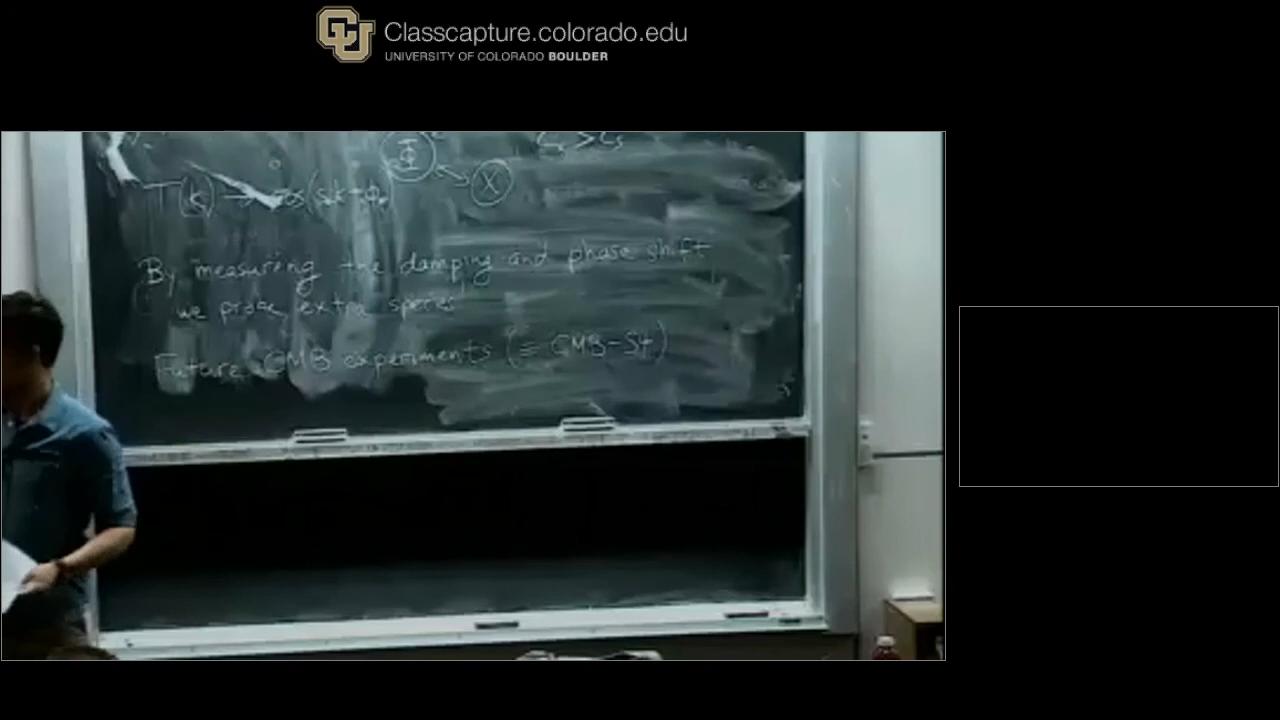 Classcapture.colorado.edu
UNIVERSITY OF COLORADO BOULDER
Φ X
T(k) → cos(s k + φ
By measuring the damping and phase shift
we probe extra species
Future CMB experiments (≡ CMB-S4)